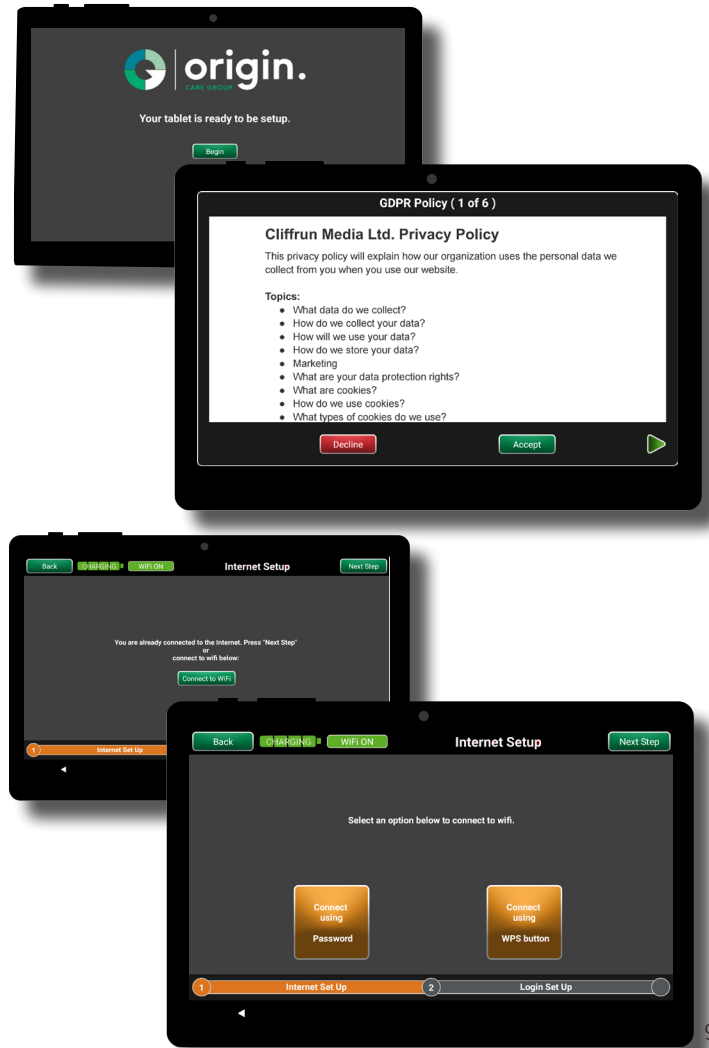 origin.
CARE GROUP
Your tablet is ready to be setup.
Begin
GDPR Policy ( 1 of 6 )
Cliffrun Media Ltd. Privacy Policy
This privacy policy will explain how our organization uses the personal data we
collect from you when you use our website.
Topics:
● What data do we collect?
● How do we collect your data?
● How will we use your data?
● How do we store your data?
● Marketing
● What are your data protection rights?
● What are cookies?
● How do we use cookies?
● What types of cookies do we use?
Decline
Accept
Back
CHARGING
WiFi ON
Internet Setup
Next Step
You are already connected to the Internet. Press "Next Step"
or
connect to wifi below:
Connect to WiFi
1
Internet Set Up
Back
CHARGING
WiFi ON
Internet Setup
Next Step
Select an option below to connect to wifi.
Connect
using
Password
Connect
using
WPS button
1
Internet Set Up
2
Login Set Up